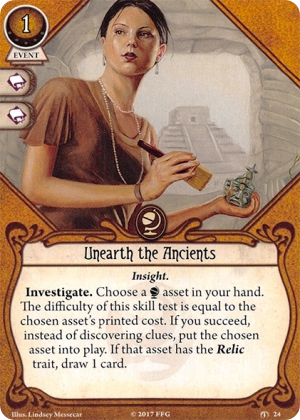 1
EVENT
Unearth the Ancients
Insight.
Investigate. Choose a asset in your hand.
The difficulty of this skill test is equal to the
chosen asset's printed cost. If you succeed,
instead of discovering clues, put the chosen
asset into play. If that asset has the Relic
trait, draw 1 card.
Illus. Lindsey Messecar
© 2017 FFG
24